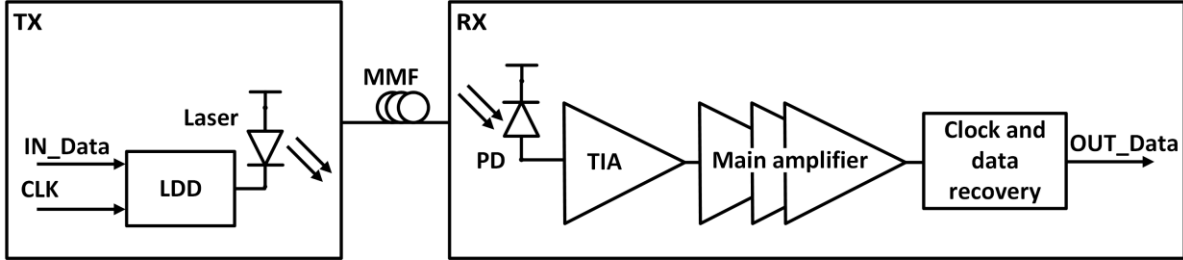 TX
Laser
IN_Data
CLK
LDD
MMF
RX
PD
TIA
Main amplifier
Clock and
data
recovery
OUT_Data